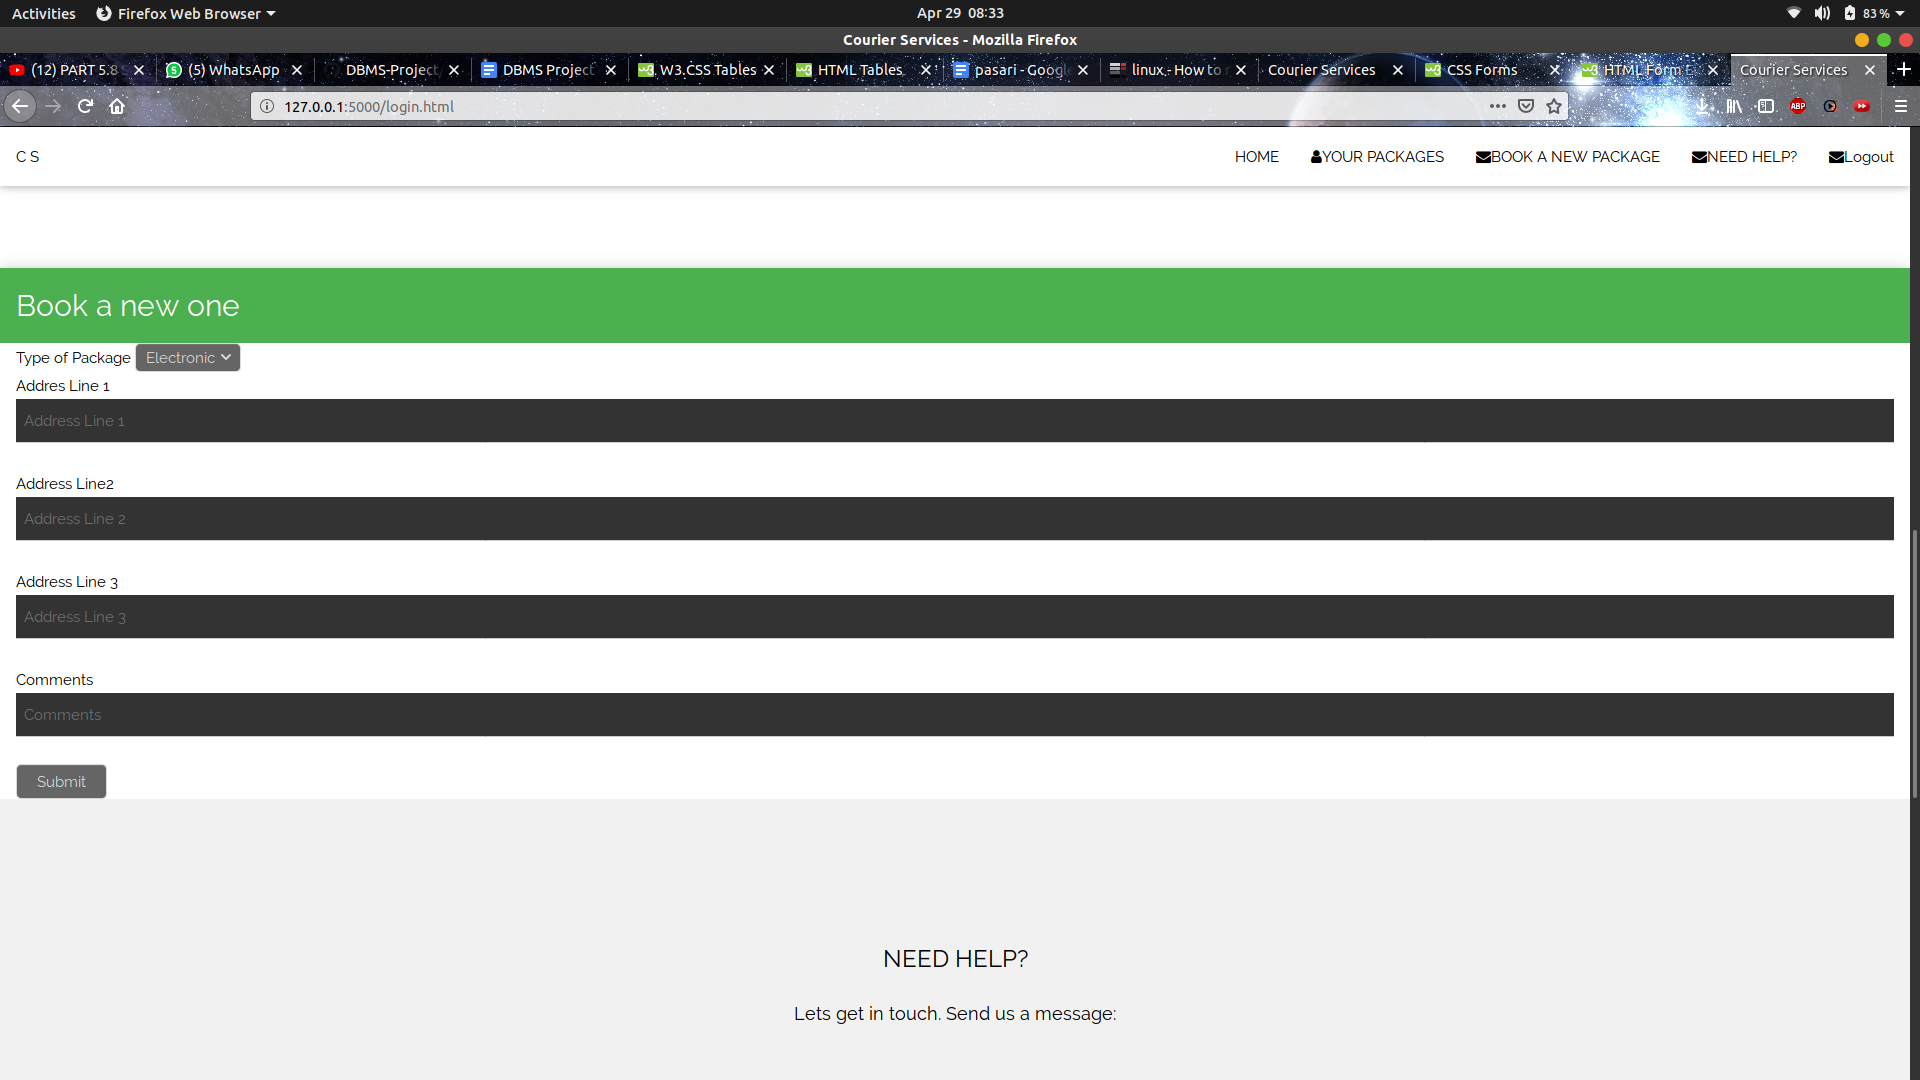 Activities Firefox Web Browser Apr 29 08:33 83 %
Courier Services - Mozilla Firefox
(12) PART 5.8 (5) WhatsApp DBMS-Project DBMS Project W3.CSS Tables HTML Tables pasari - Google linux - How to Courier Services CSS Forms HTML Form Courier Services
127.0.0.1:5000/login.html ABP
C S HOME YOUR PACKAGES BOOK A NEW PACKAGE NEED HELP? Logout
Book a new one
Type of Package Electronic
Addres Line 1
Address Line 1
Address Line2
Address Line 2
Address Line 3
Address Line 3
Comments
Comments
Submit
NEED HELP?
Lets get in touch. Send us a message: